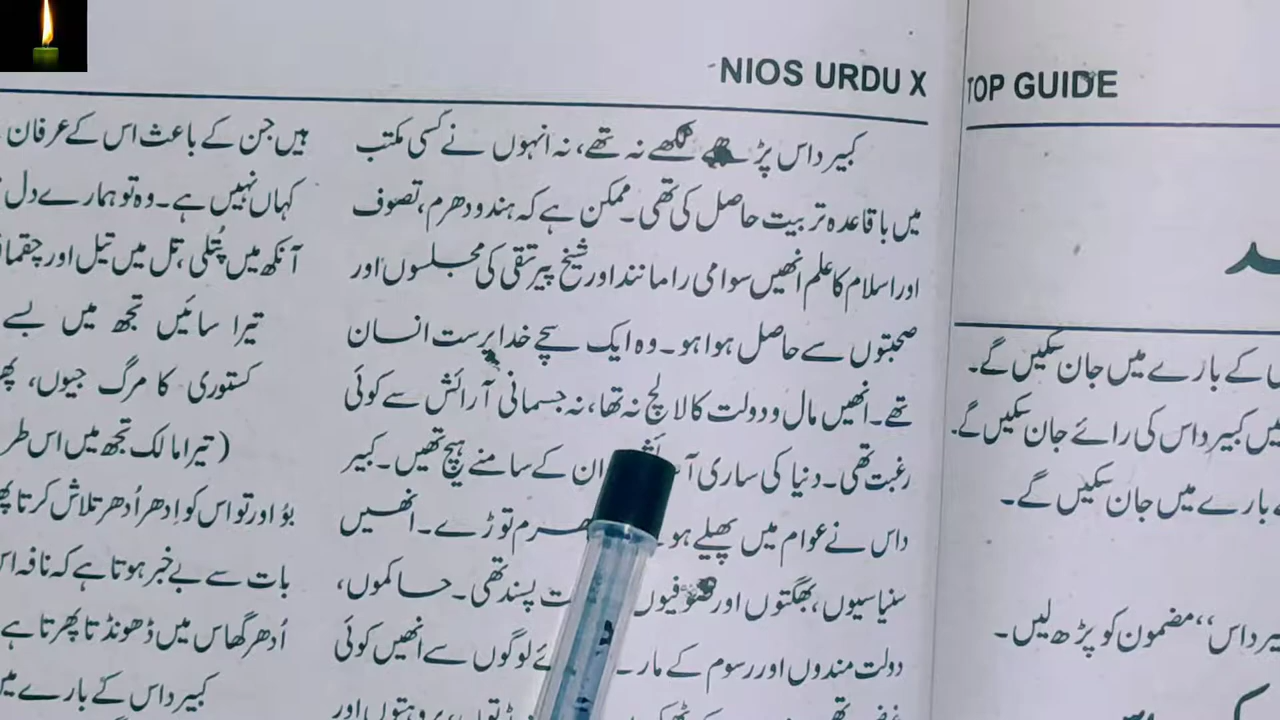 NIOS URDU X
کبیر داس پڑھے لکھے نہ تھے، نہ انہوں نے کسی مکتب
میں باقاعدہ تربیت حاصل کی تھی۔ ممکن ہے کہ ہندو دھرم، تصوف
اور اسلام کا علم انھیں سوامی رامانند اور شیخ پیر تقی کی مجلسوں اور
صحبتوں سے حاصل ہوا ہو۔ وہ ایک سچے خدا پرست انسان
تھے۔ انھیں مال و دولت کا لالچ نہ تھا، نہ جسمانی آرائش سے کوئی
رغبت تھی۔ دنیا کی ساری ان کے سامنے ہیچ تھیں۔ کبیر
داس نے عوام میں پھیلے ہو توڑے۔ انھیں
سنیاسیوں، بھگتوں اور صوفیوں پسند تھی۔ حاکموں،
دولت مندوں اور رسوم کے لوگوں سے انھیں کوئی
ہیں جن کے باعث اس کے عرفان
کہاں نہیں ہے۔ وہ تو ہمارے دل
آنکھ میں پُتلی، تل میں تیل اور
تیرا سائیں تجھ میں بسے
کستوری کا مرگ جیوں،
(تیرا مالک تجھ میں اس
بؤ اور تو اس کو اِدھر اُدھر تلاش کرتا
بات سے بے خبر ہوتا ہے کہ نافہ
اُدھر گھاس میں ڈھونڈتا پھرتا ہے
کبیر داس کے بارے
TOP GUIDE
کے بارے میں جان سکیں گے۔
میں کبیر داس کی رائے جان سکیں گے۔
بارے میں جان سکیں گے۔
داس‘‘ مضمون کو پڑھ لیں۔